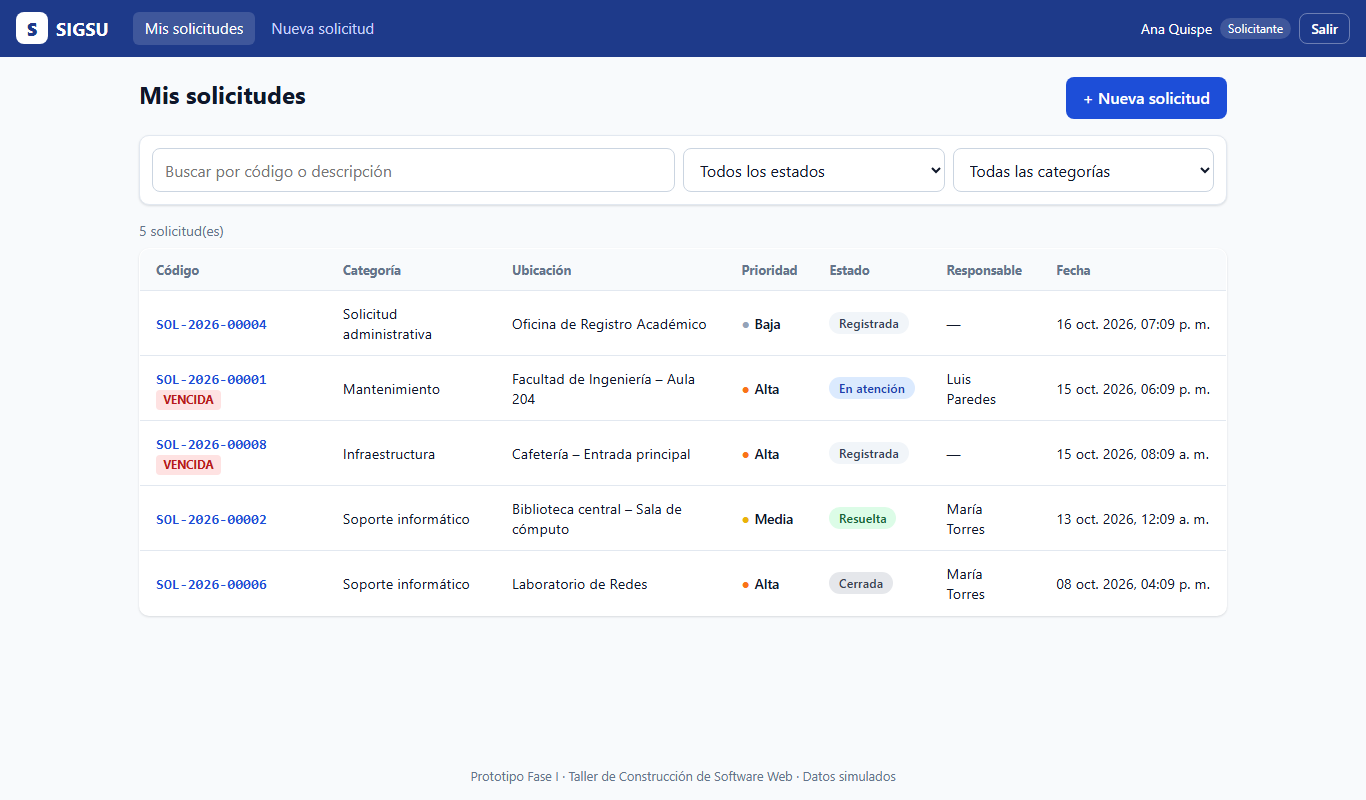 S SIGSU Mis solicitudes Nueva solicitud Ana Quispe Solicitante Salir
Mis solicitudes + Nueva solicitud
Buscar por código o descripción Todos los estados Todas las categorías
5 solicitud(es)
Código Categoría Ubicación Prioridad Estado Responsable Fecha
SOL-2026-00004 Solicitud administrativa Oficina de Registro Académico Baja Registrada — 16 oct. 2026, 07:09 p. m.
SOL-2026-00001 VENCIDA Mantenimiento Facultad de Ingeniería – Aula 204 Alta En atención Luis Paredes 15 oct. 2026, 06:09 p. m.
SOL-2026-00008 VENCIDA Infraestructura Cafetería – Entrada principal Alta Registrada — 15 oct. 2026, 08:09 a. m.
SOL-2026-00002 Soporte informático Biblioteca central – Sala de cómputo Media Resuelta María Torres 13 oct. 2026, 12:09 a. m.
SOL-2026-00006 Soporte informático Laboratorio de Redes Alta Cerrada María Torres 08 oct. 2026, 04:09 p. m.
Prototipo Fase I · Taller de Construcción de Software Web · Datos simulados